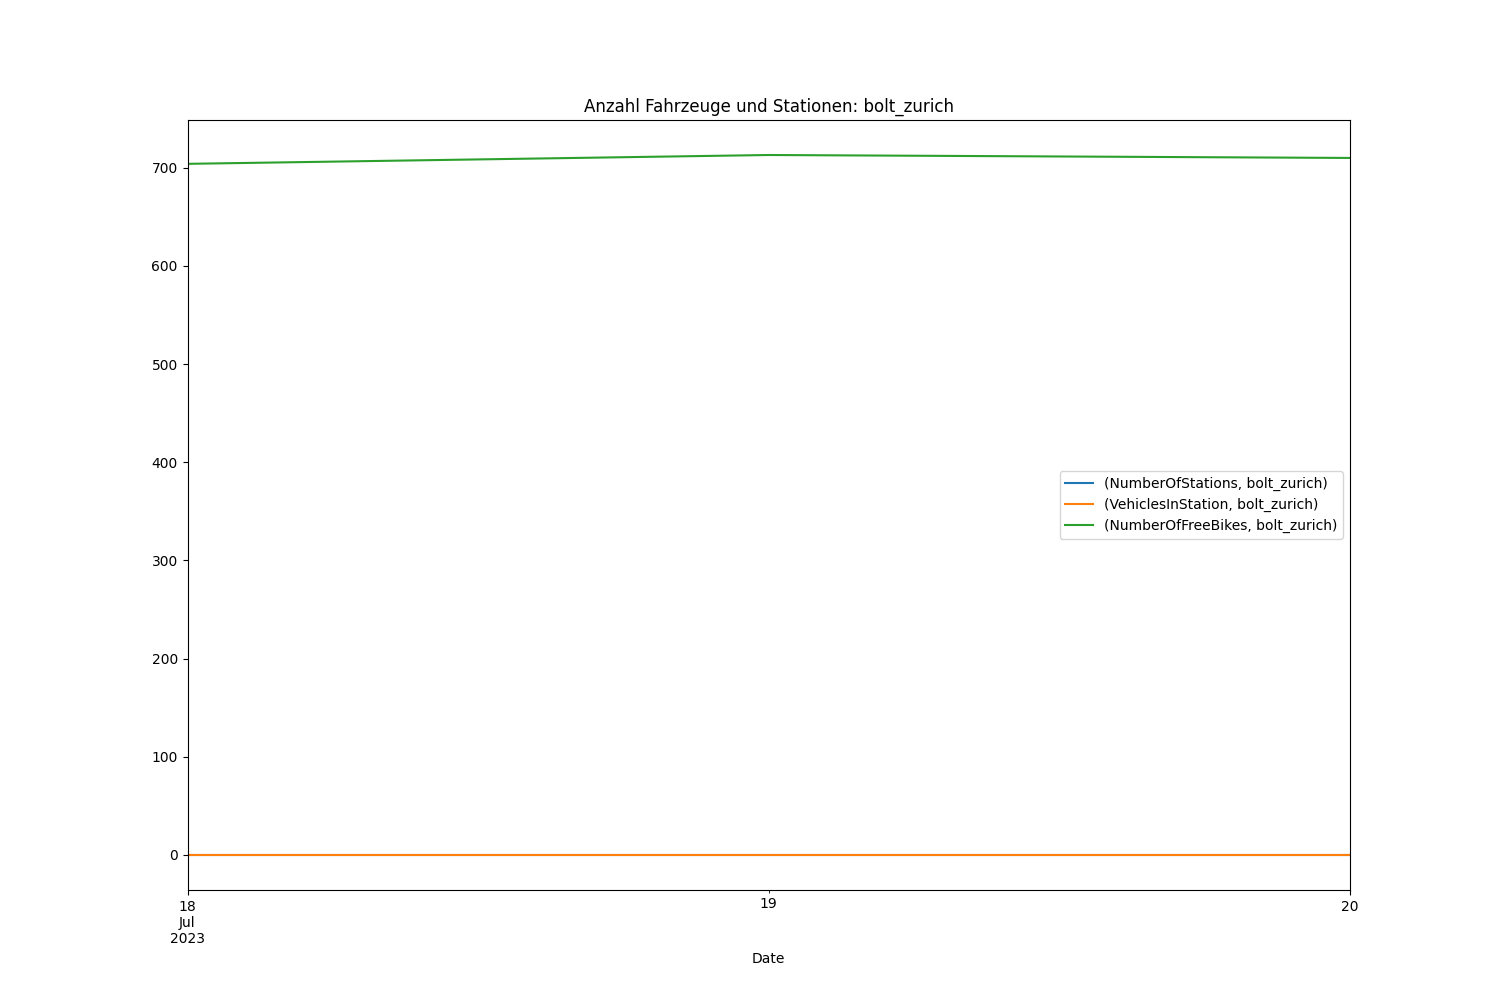 Anzahl Fahrzeuge und Stationen: bolt_zurich
700
600
500
400
300
200
100
0
(NumberOfStations, bolt_zurich)
(VehiclesInStation, bolt_zurich)
(NumberOfFreeBikes, bolt_zurich)
18
Jul
2023
19
20
Date